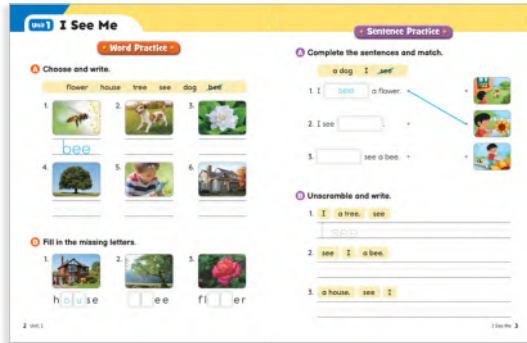 Unit 1 I See Me
Word Practice
A Choose and write.
flower house tree see dog bee
1. 2. 3.
bee
4. 5. 6.
B Fill in the missing letters.
1. 2. 3.
h o u s e
e e
f l e r
2 Unit 1
Sentence Practice
A Complete the sentences and match.
a dog I see
1. I see a flower.
2. I see .
3. see a bee.
B Unscramble and write.
1. I a tree. see
I see
2. see I a bee.
3. a house. see I
I See Me 3